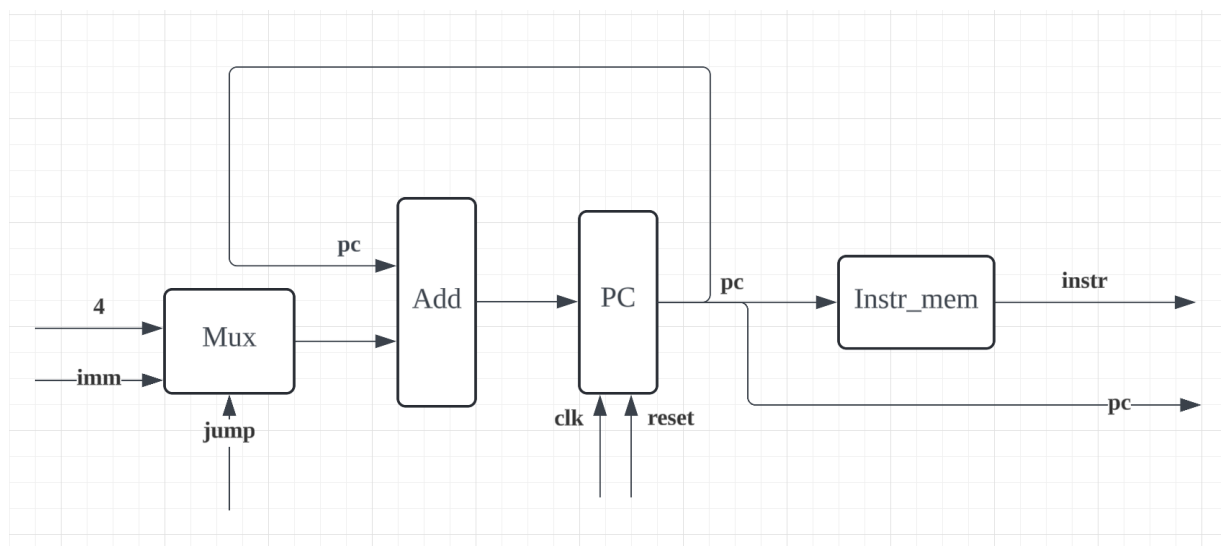 pc
Add
PC
pc
Instr_mem
instr
4
Mux
imm
jump
clk
reset
pc